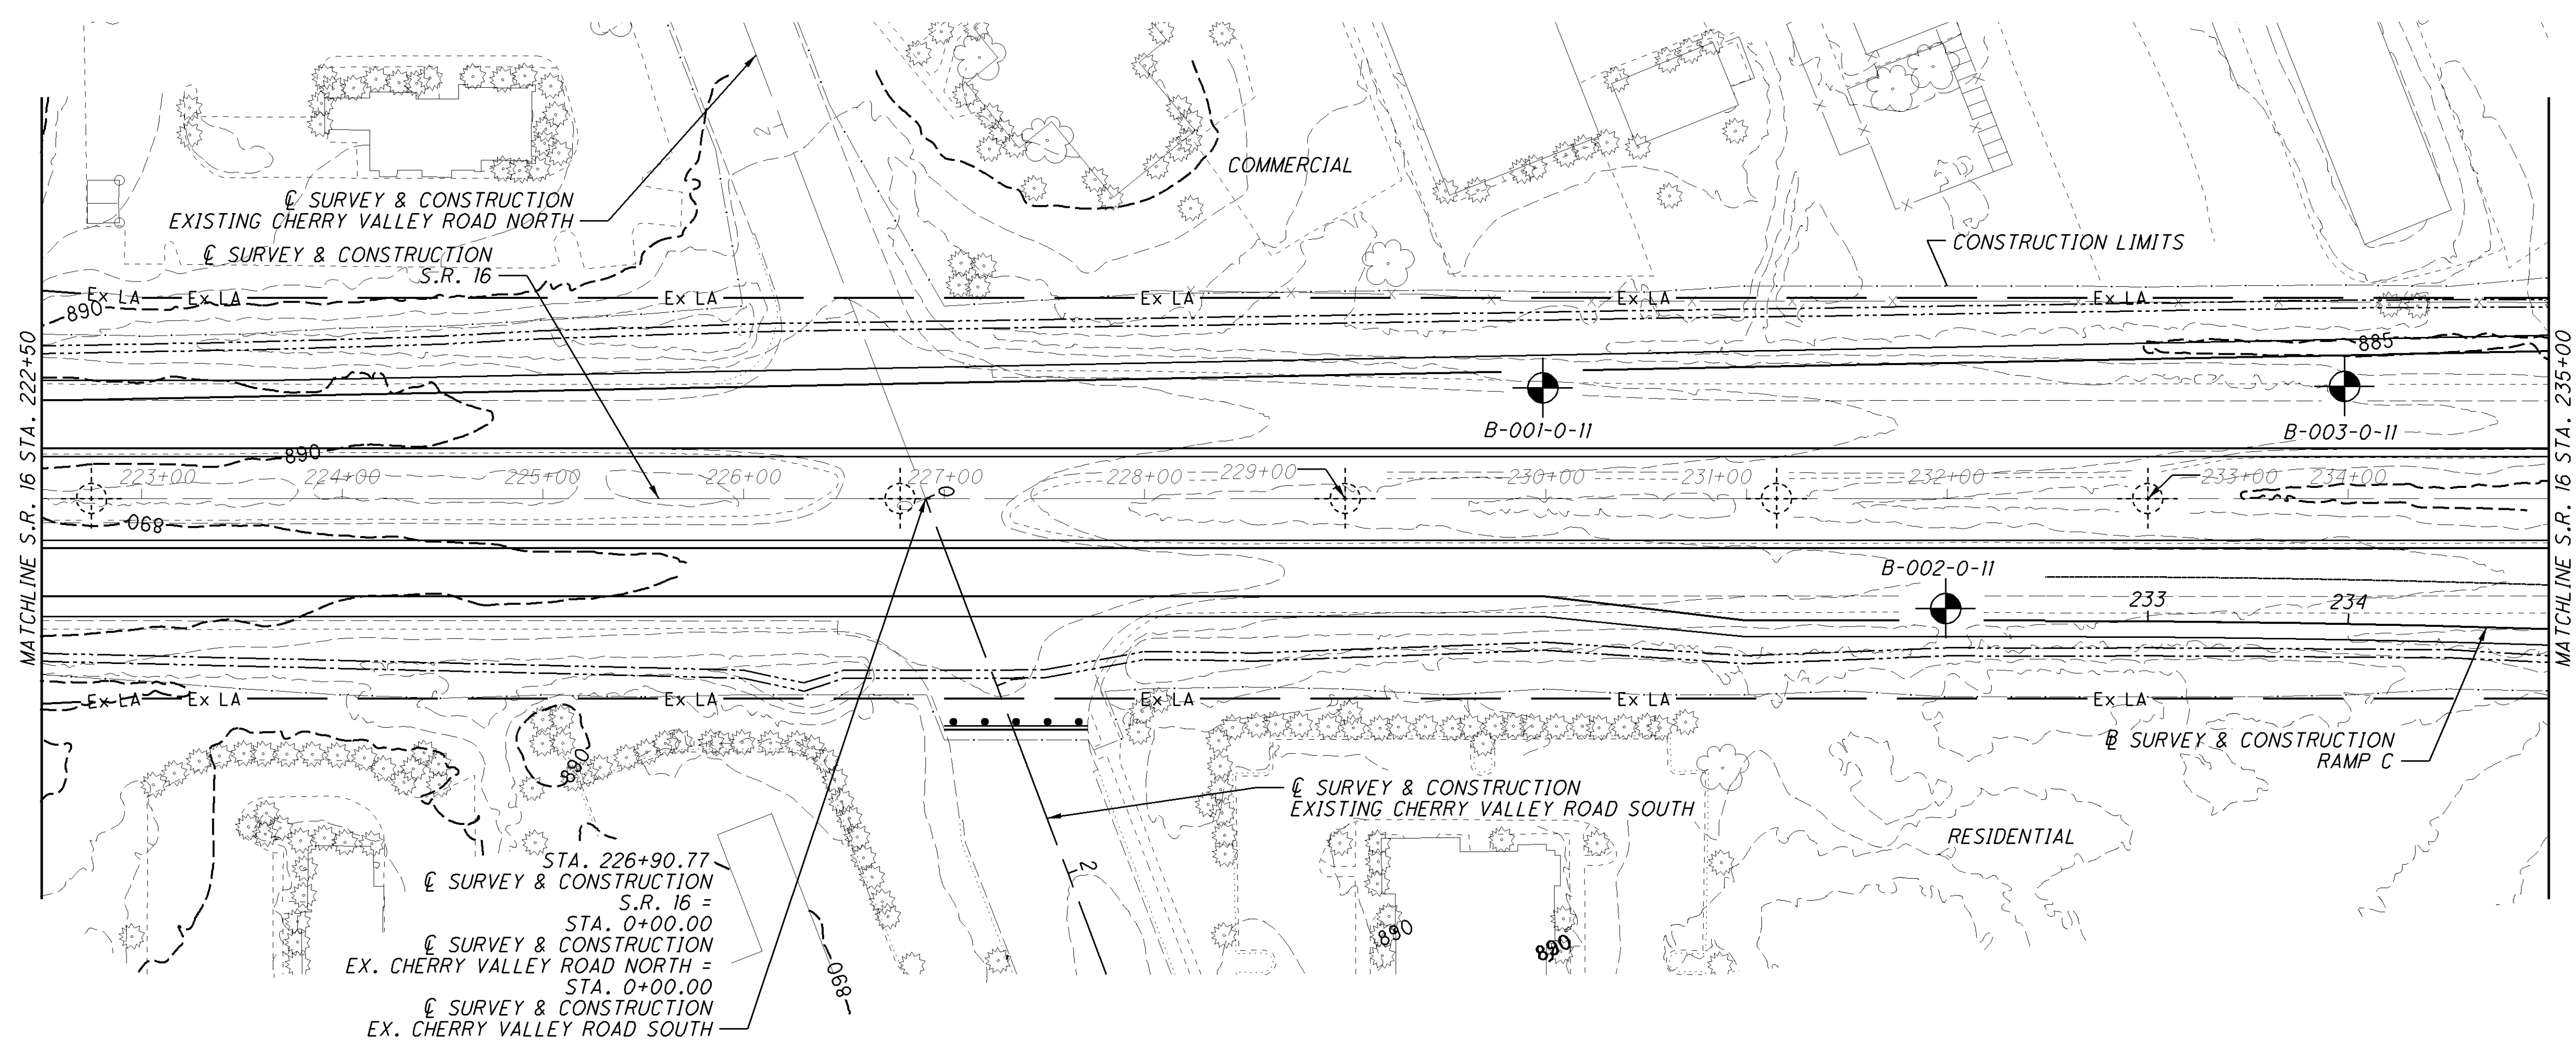 COMMERCIAL
℄ SURVEY & CONSTRUCTION
EXISTING CHERRY VALLEY ROAD NORTH
℄ SURVEY & CONSTRUCTION
S.R. 16
2
CONSTRUCTION LIMITS
Ex LA
Ex LA
Ex LA
Ex LA
Ex LA
Ex LA
890
885
MATCHLINE S.R. 16 STA. 222+50
MATCHLINE S.R. 16 STA. 235+00
B-001-0-11
B-003-0-11
890
223+00
224+00
225+00
226+00
227+00
228+00
229+00
230+00
231+00
232+00
233+00
234+00
0
890
B-002-0-11
233
234
1
Ex LA
Ex LA
Ex LA
Ex LA
Ex LA
Ex LA
890
℄ SURVEY & CONSTRUCTION
EXISTING CHERRY VALLEY ROAD SOUTH
B SURVEY & CONSTRUCTION
RAMP C
RESIDENTIAL
2
STA. 226+90.77
℄ SURVEY & CONSTRUCTION
S.R. 16 =
STA. 0+00.00
℄ SURVEY & CONSTRUCTION
EX. CHERRY VALLEY ROAD NORTH =
STA. 0+00.00
℄ SURVEY & CONSTRUCTION
EX. CHERRY VALLEY ROAD SOUTH
890
890
890